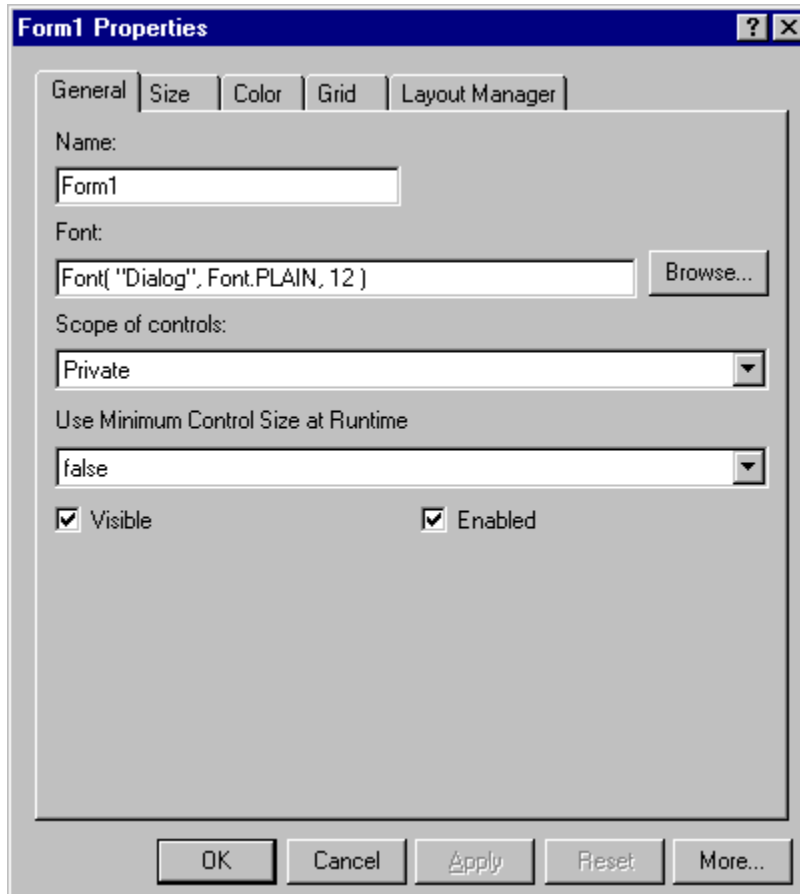 Form1 Properties
General Size Color Grid Layout Manager
Name:
Form1
Font:
Font( "Dialog", Font.PLAIN, 12 ) Browse...
Scope of controls:
Private
Use Minimum Control Size at Runtime
false
Visible Enabled
OK Cancel Apply Reset More...